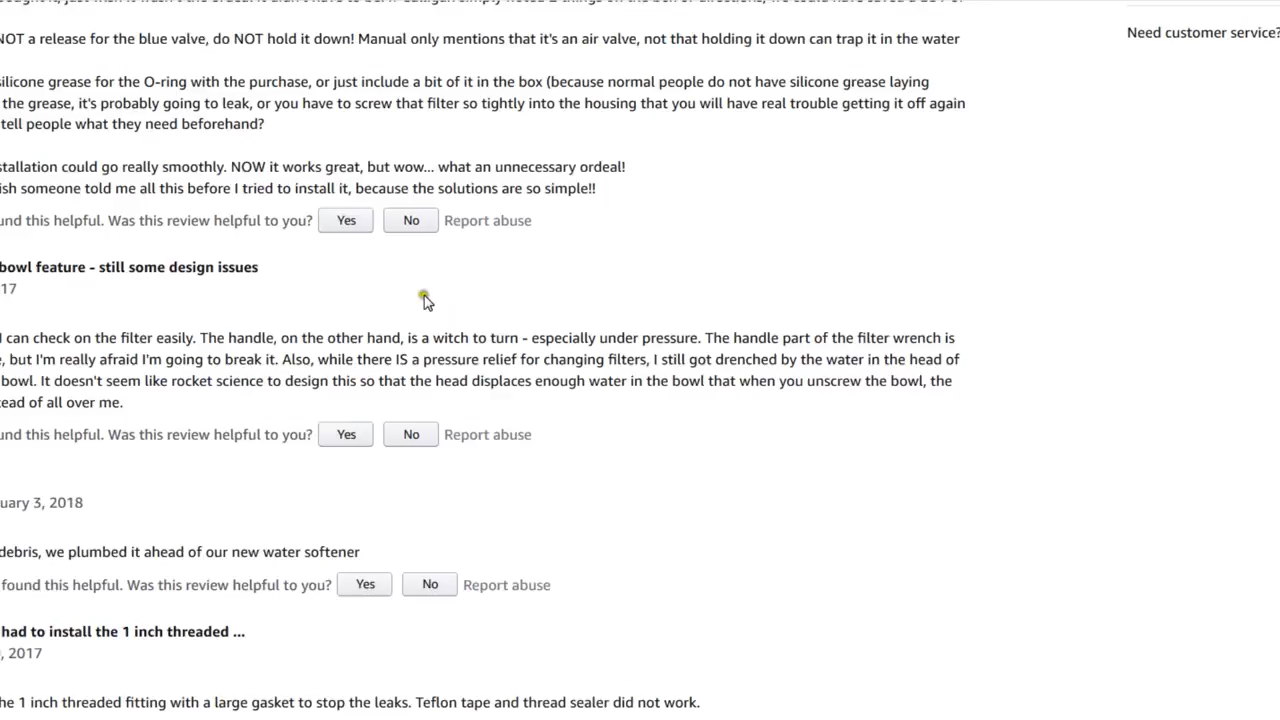 NOT a release for the blue valve, do NOT hold it down! Manual only mentions that it's an air valve, not that holding it down can trap it in the water
Need customer service?
silicone grease for the O-ring with the purchase, or just include a bit of it in the box (because normal people do not have silicone grease laying
the grease, it's probably going to leak, or you have to screw that filter so tightly into the housing that you will have real trouble getting it off again
tell people what they need beforehand?
stallation could go really smoothly. NOW it works great, but wow... what an unnecessary ordeal!
ish someone told me all this before I tried to install it, because the solutions are so simple!!
und this helpful. Was this review helpful to you? Yes No Report abuse
bowl feature - still some design issues
17
I can check on the filter easily. The handle, on the other hand, is a witch to turn - especially under pressure. The handle part of the filter wrench is
, but I'm really afraid I'm going to break it. Also, while there IS a pressure relief for changing filters, I still got drenched by the water in the head of
bowl. It doesn't seem like rocket science to design this so that the head displaces enough water in the bowl that when you unscrew the bowl, the
tead of all over me.
und this helpful. Was this review helpful to you? Yes No Report abuse
uary 3, 2018
debris, we plumbed it ahead of our new water softener
found this helpful. Was this review helpful to you? Yes No Report abuse
had to install the 1 inch threaded ...
, 2017
he 1 inch threaded fitting with a large gasket to stop the leaks. Teflon tape and thread sealer did not work.